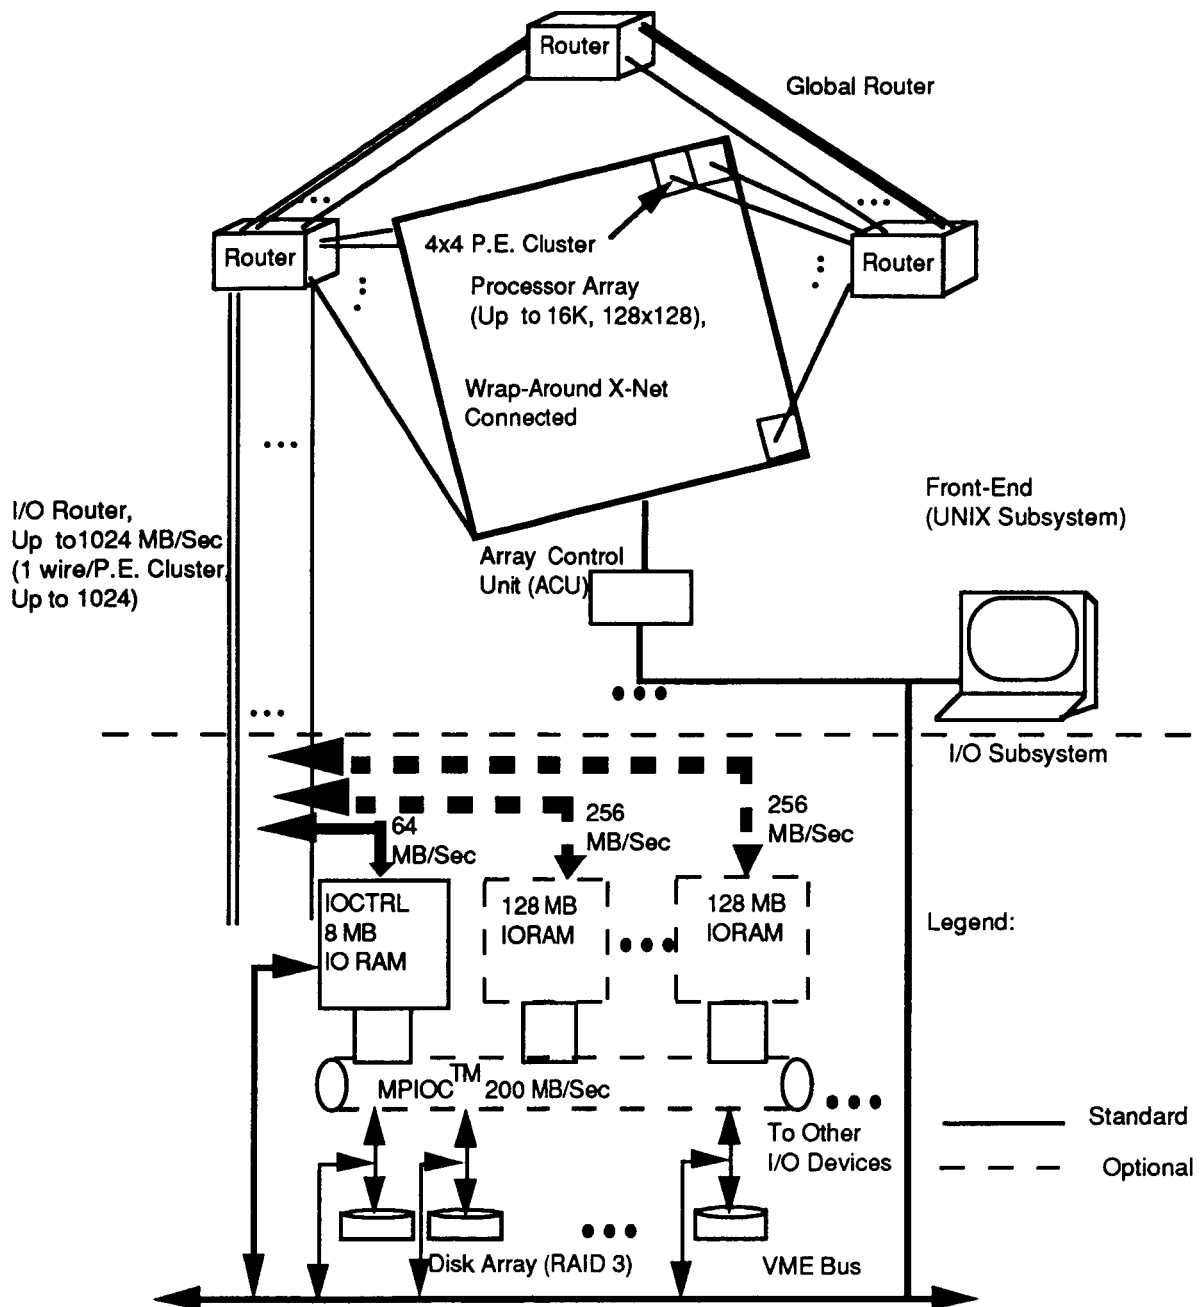 Router
Global Router
Router
4x4 P.E. Cluster
Router
Processor Array
(Up to 16K, 128x128),
Wrap-Around X-Net
Connected
I/O Router,
Up to1024 MB/Sec
(1 wire/P.E. Cluster,
Up to 1024)
Front-End
(UNIX Subsystem)
Array Control
Unit (ACU)
I/O Subsystem
64
MB/Sec
256
MB/Sec
256
MB/Sec
IOCTRL
8 MB
IO RAM
128 MB
IORAM
128 MB
IORAM
Legend:
MPIOC™ 200 MB/Sec
To Other
I/O Devices
Standard
Optional
Disk Array (RAID 3)
VME Bus